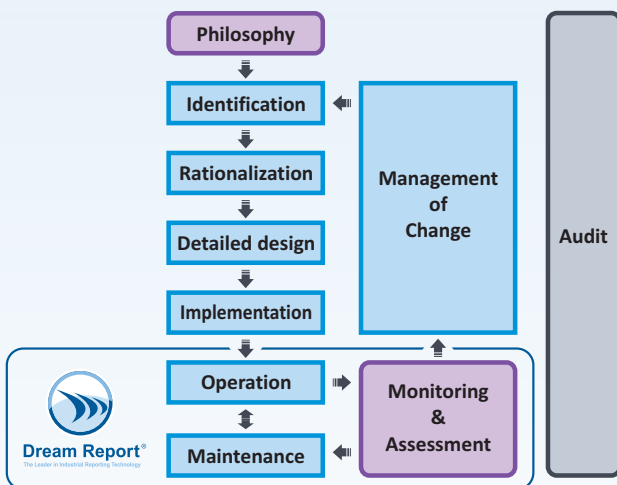 Philosophy
Identification
Rationalization
Detailed design
Implementation
Operation
Maintenance
Management
of
Change
Monitoring
&
Assessment
Audit
Dream Report®
The Leader in Industrial Reporting Technology